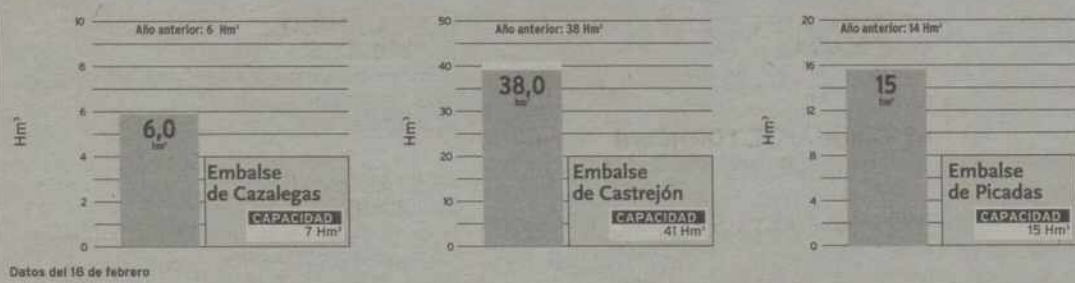 Hm³
10
8
6
4
2
0
Año anterior: 6 Hm³
6,0
hm³
Embalse
de Cazalegas
CAPACIDAD
7 Hm³
Hm³
50
40
30
20
10
0
Año anterior: 38 Hm³
38,0
hm³
Embalse
de Castrejón
CAPACIDAD
41 Hm³
Hm³
20
16
12
8
4
0
Año anterior: 14 Hm³
15
hm³
Embalse
de Picadas
CAPACIDAD
15 Hm³
Datos del 16 de febrero